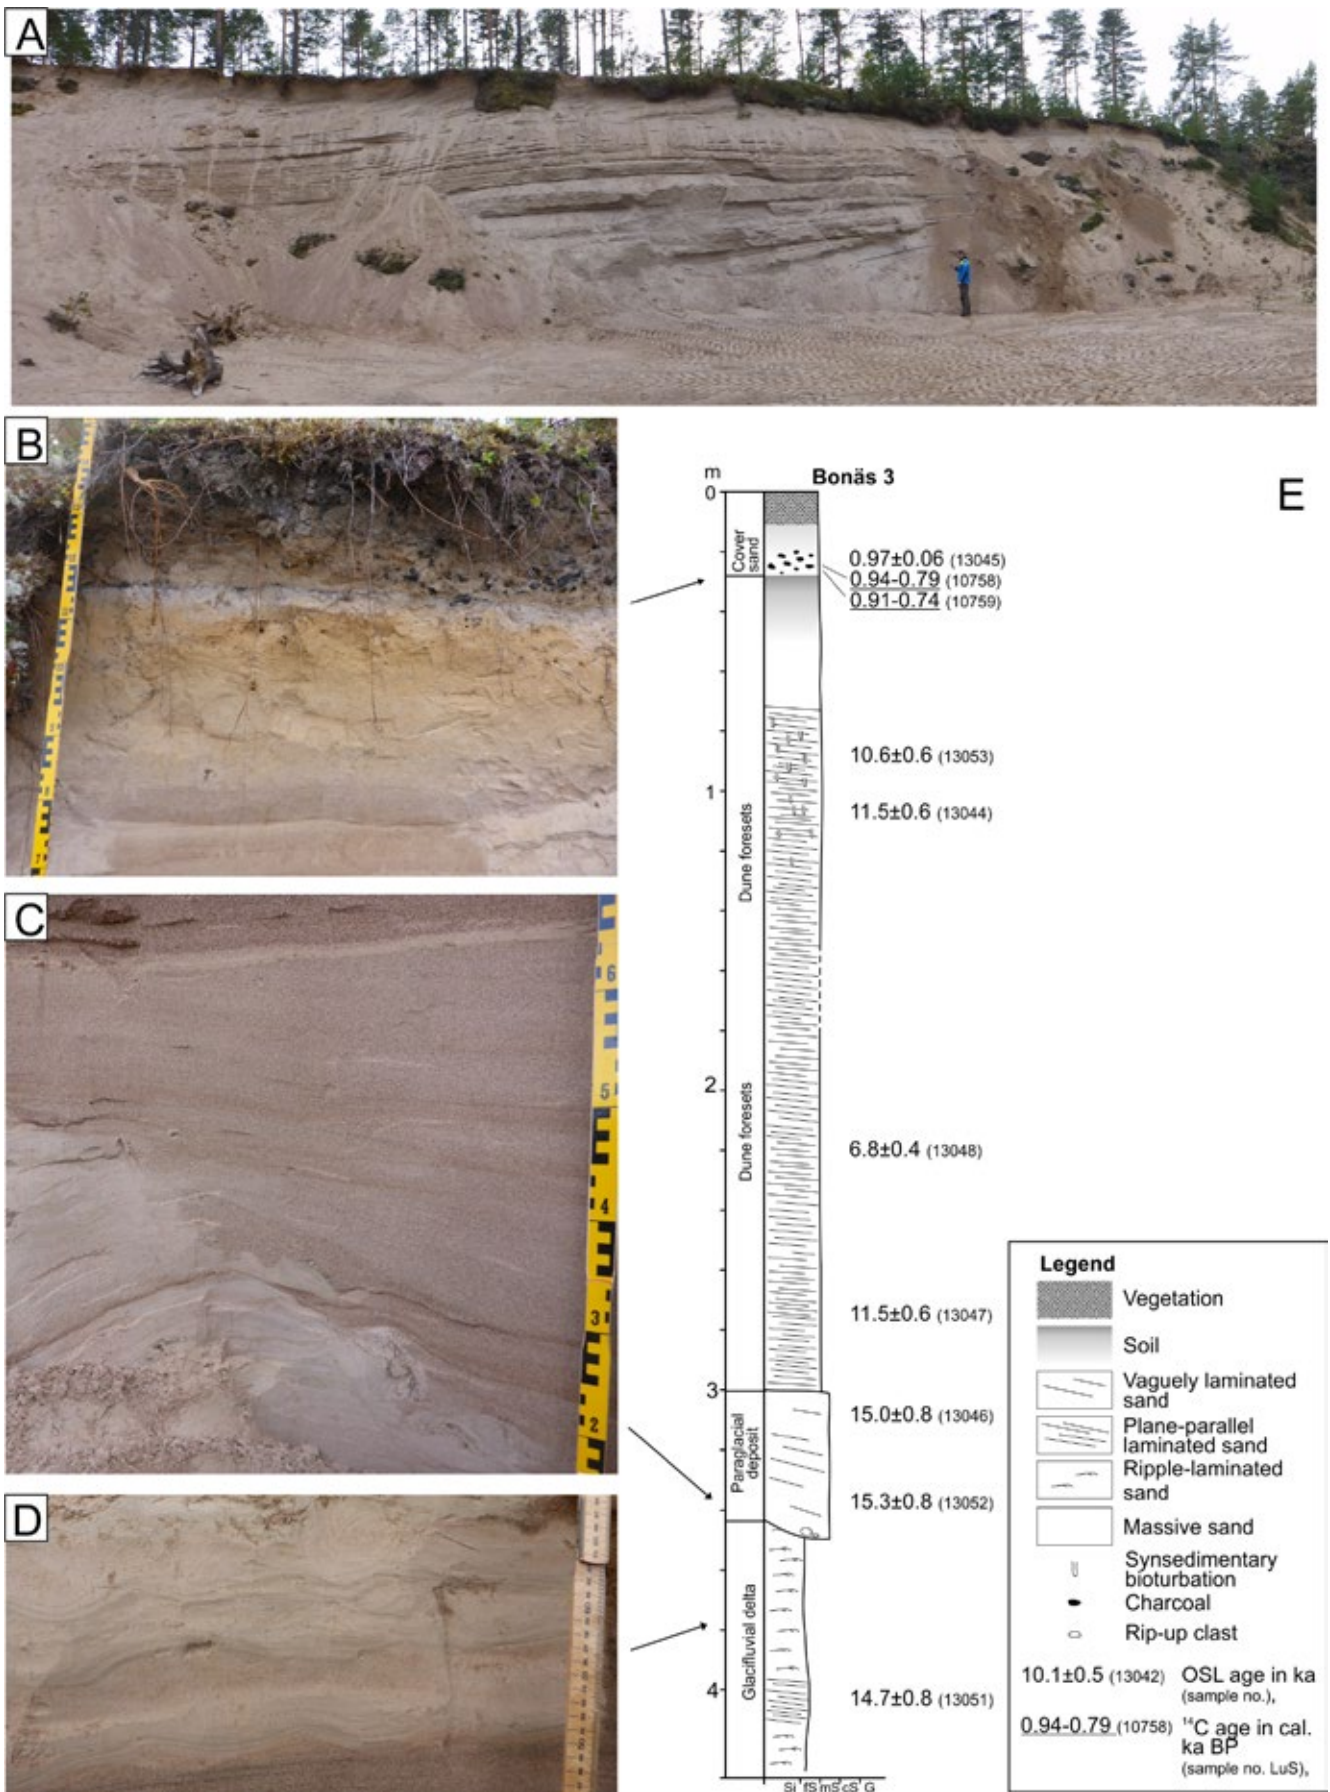 A
B
C
D
E
m
Bonäs 3
0
Cover
sand
0.97±0.06 (13045)
0.94-0.79 (10758)
0.91-0.74 (10759)
10.6±0.6 (13053)
1
11.5±0.6 (13044)
Dune foresets
2
Dune foresets
6.8±0.4 (13048)
11.5±0.6 (13047)
3
Paraglacial
deposit
15.0±0.8 (13046)
15.3±0.8 (13052)
Glacifluvial delta
4
14.7±0.8 (13051)
Si fS mS cS G
Legend
Vegetation
Soil
Vaguely laminated
sand
Plane-parallel
laminated sand
Ripple-laminated
sand
Massive sand
Synsedimentary
bioturbation
Charcoal
Rip-up clast
10.1±0.5 (13042) OSL age in ka
(sample no.),
0.94-0.79 (10758) ¹⁴C age in cal.
ka BP
(sample no. LuS),
6
5
4
3
2